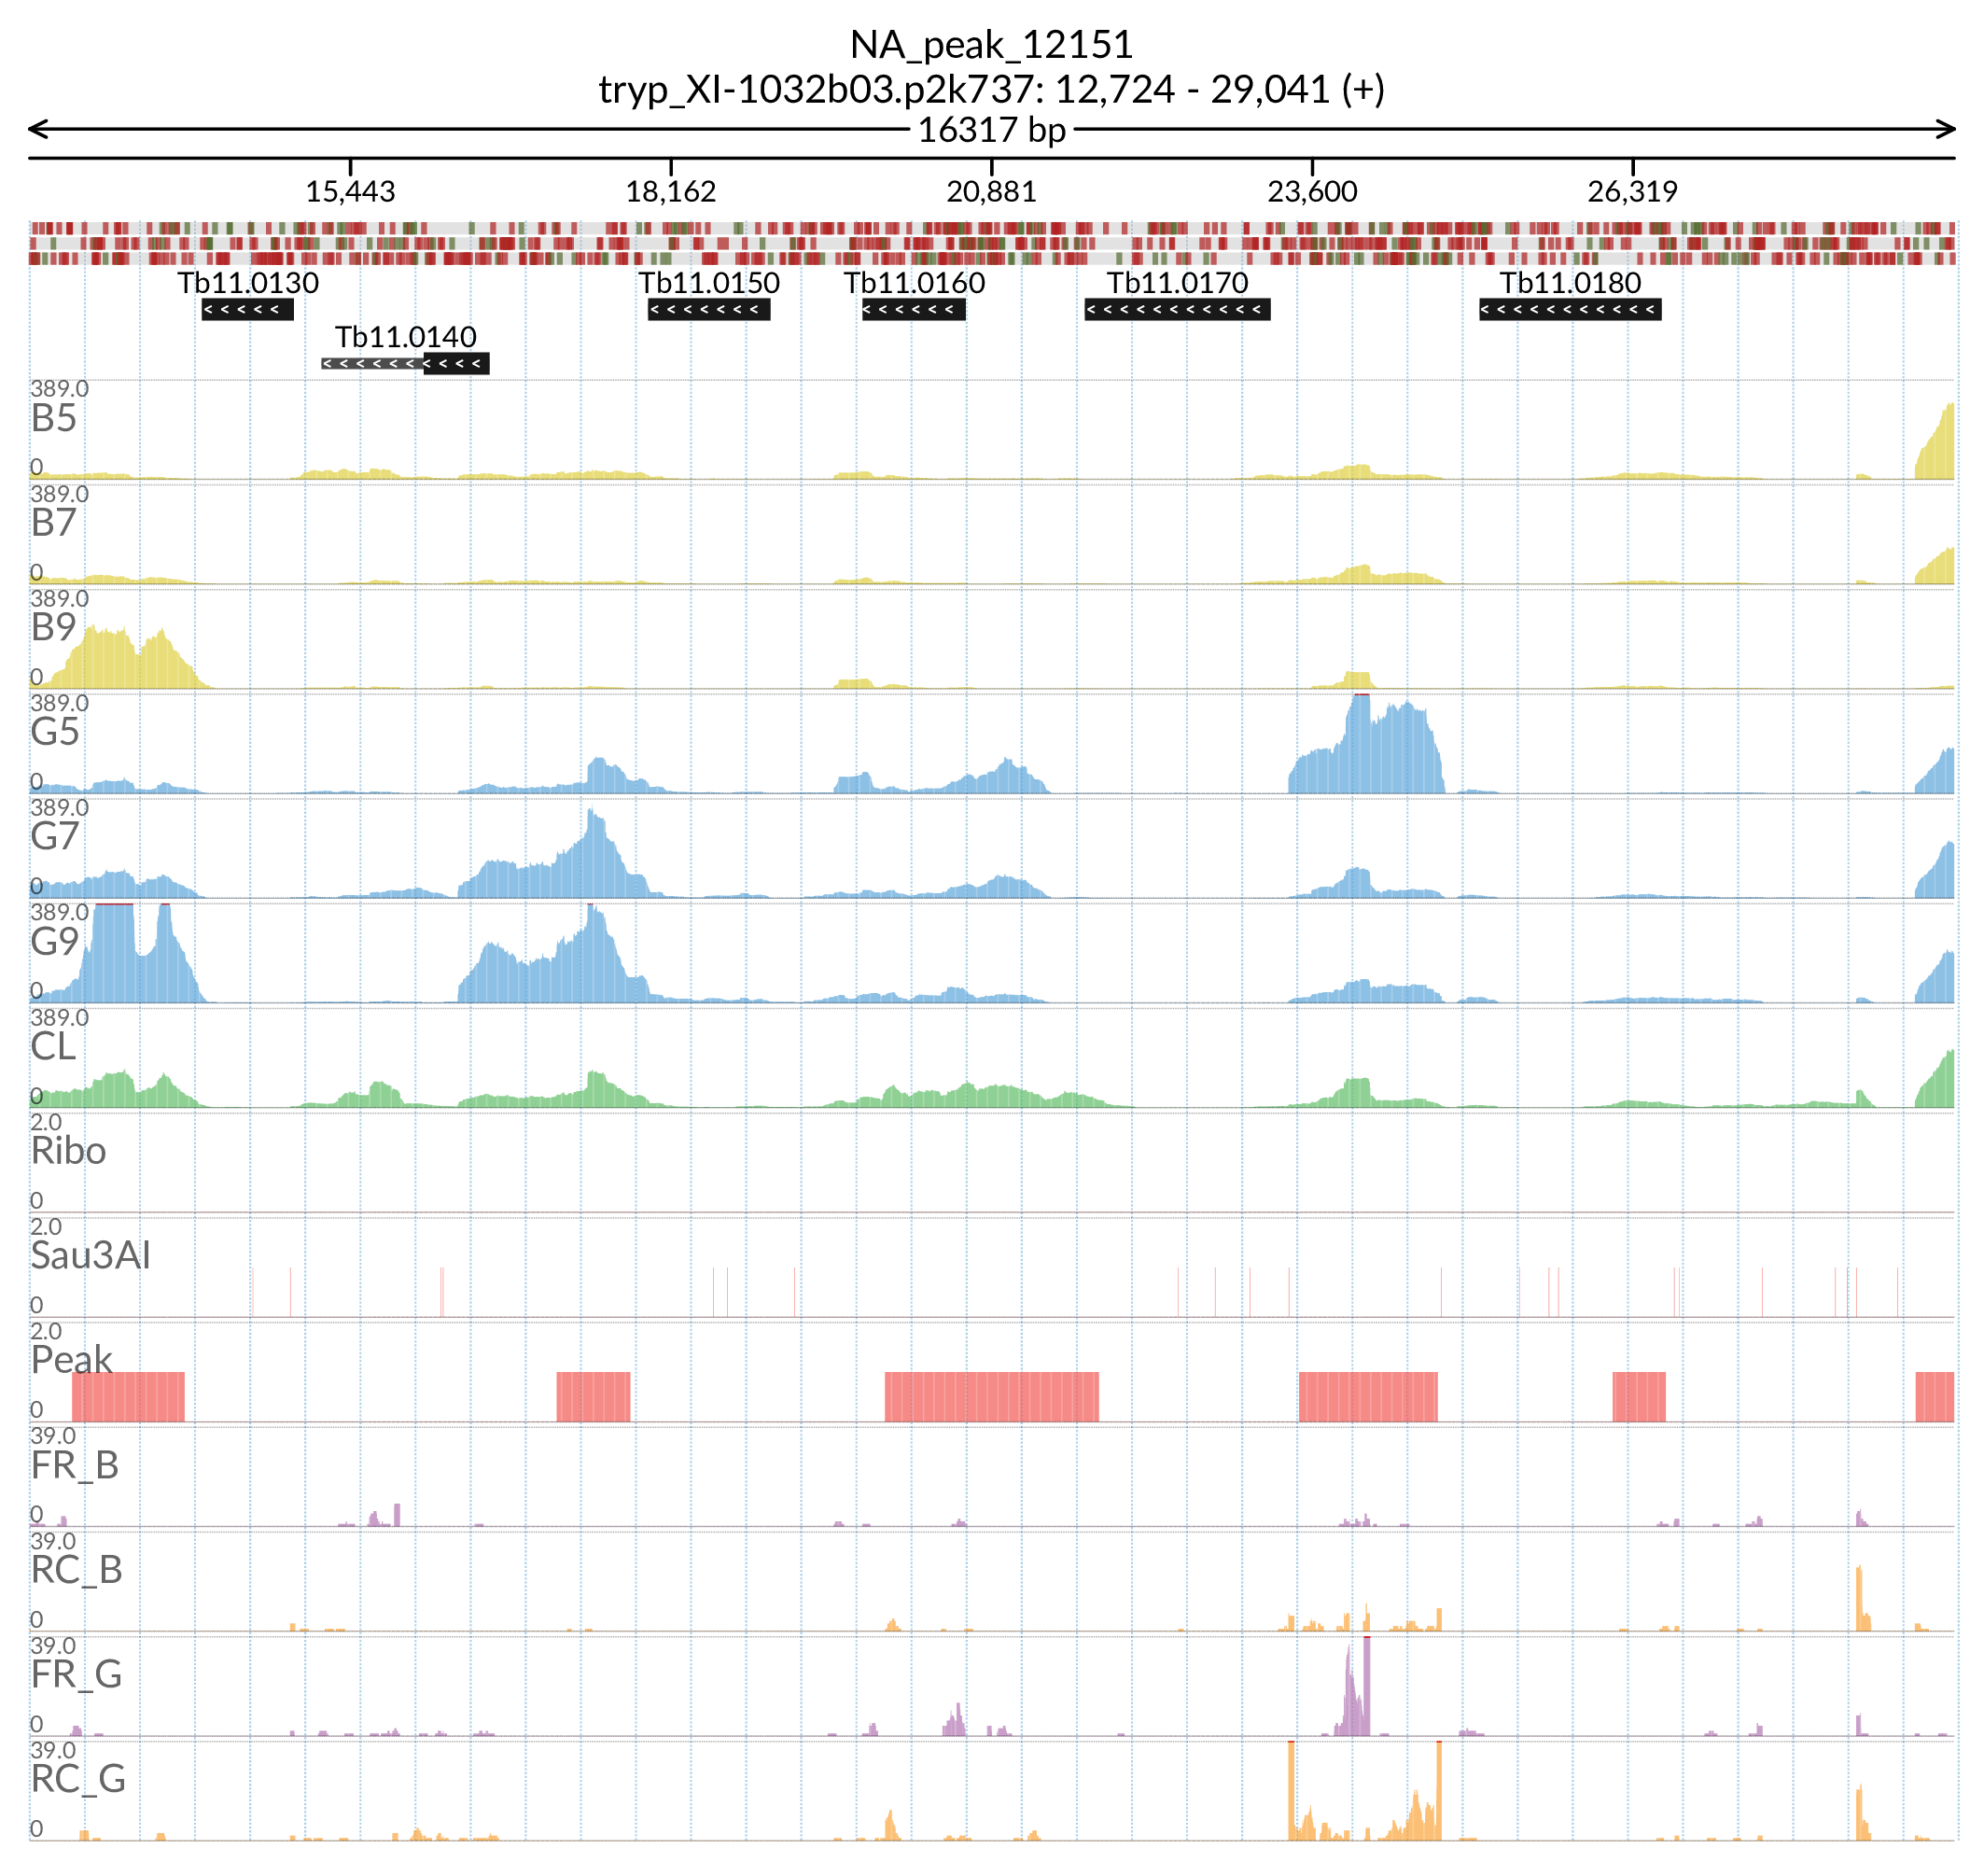 NA_peak_12151
tryp_XI-1032b03.p2k737: 12,724 - 29,041 (+)
16317 bp
15,443 18,162 20,881 23,600 26,319
Tb11.0130 Tb11.0150 Tb11.0160 Tb11.0170 Tb11.0180
Tb11.0140
389.0
B5
0
389.0
B7
0
389.0
B9
0
389.0
G5
0
389.0
G7
0
389.0
G9
0
389.0
CL
0
2.0
Ribo
0
2.0
Sau3AI
0
2.0
Peak
0
39.0
FR_B
0
39.0
RC_B
0
39.0
FR_G
0
39.0
RC_G
0